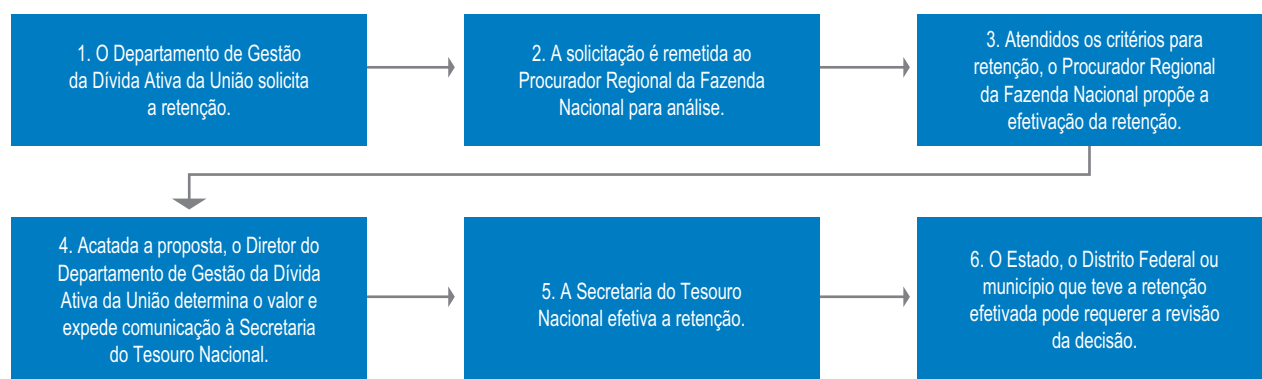 1. O Departamento de Gestão
da Dívida Ativa da União solicita
a retenção.
2. A solicitação é remetida ao
Procurador Regional da Fazenda
Nacional para análise.
3. Atendidos os critérios para
retenção, o Procurador Regional
da Fazenda Nacional propõe a
efetivação da retenção.
4. Acatada a proposta, o Diretor do
Departamento de Gestão da Dívida
Ativa da União determina o valor e
expede comunicação à Secretaria
do Tesouro Nacional.
5. A Secretaria do Tesouro
Nacional efetiva a retenção.
6. O Estado, o Distrito Federal ou
município que teve a retenção
efetivada pode requerer a revisão
da decisão.